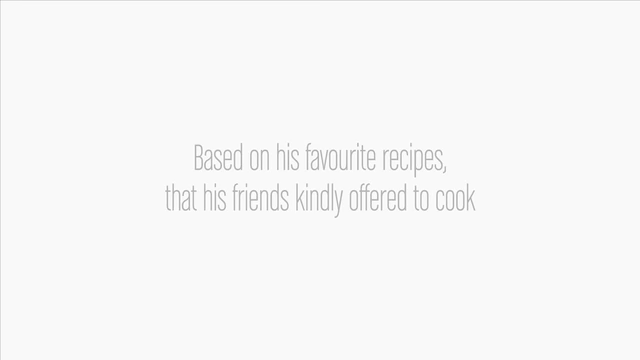 Based on his favourite recipes,
that his friends kindly offered to cook